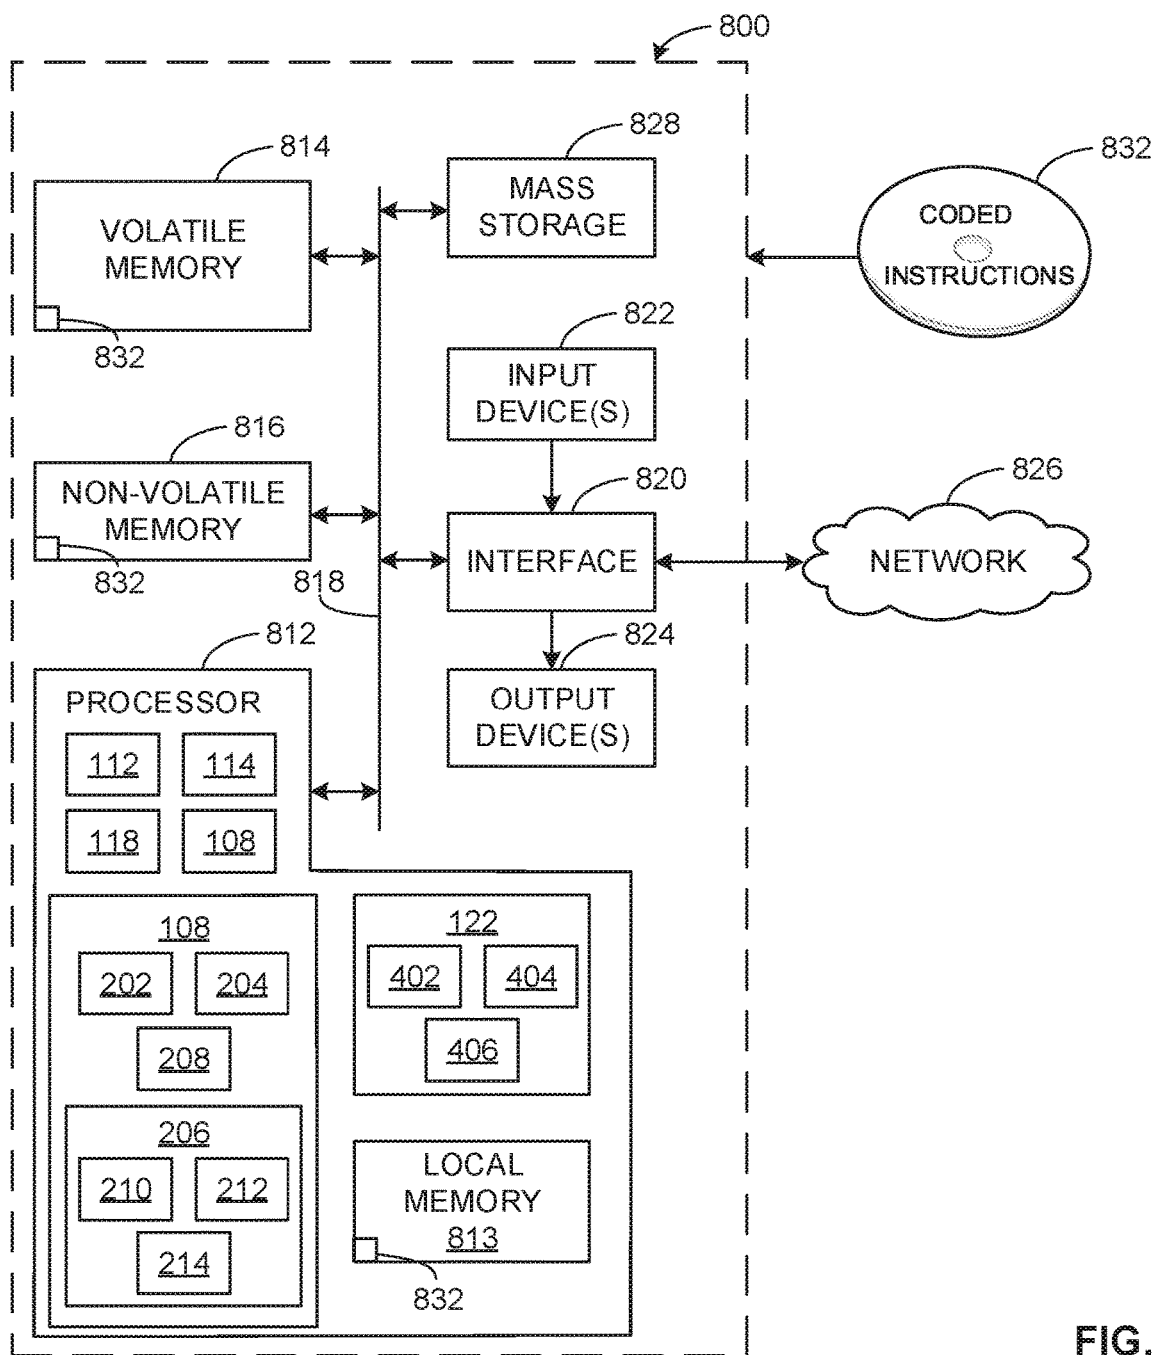 800
814
828
832
VOLATILE
MEMORY
MASS
STORAGE
CODED
INSTRUCTIONS
832
822
INPUT
DEVICE(S)
816
820
826
NON-VOLATILE
MEMORY
INTERFACE
NETWORK
832
818
812
824
PROCESSOR
OUTPUT
DEVICE(S)
112
114
118
108
108
122
202
204
402
404
208
406
206
210
212
214
LOCAL
MEMORY
813
832
FIG.